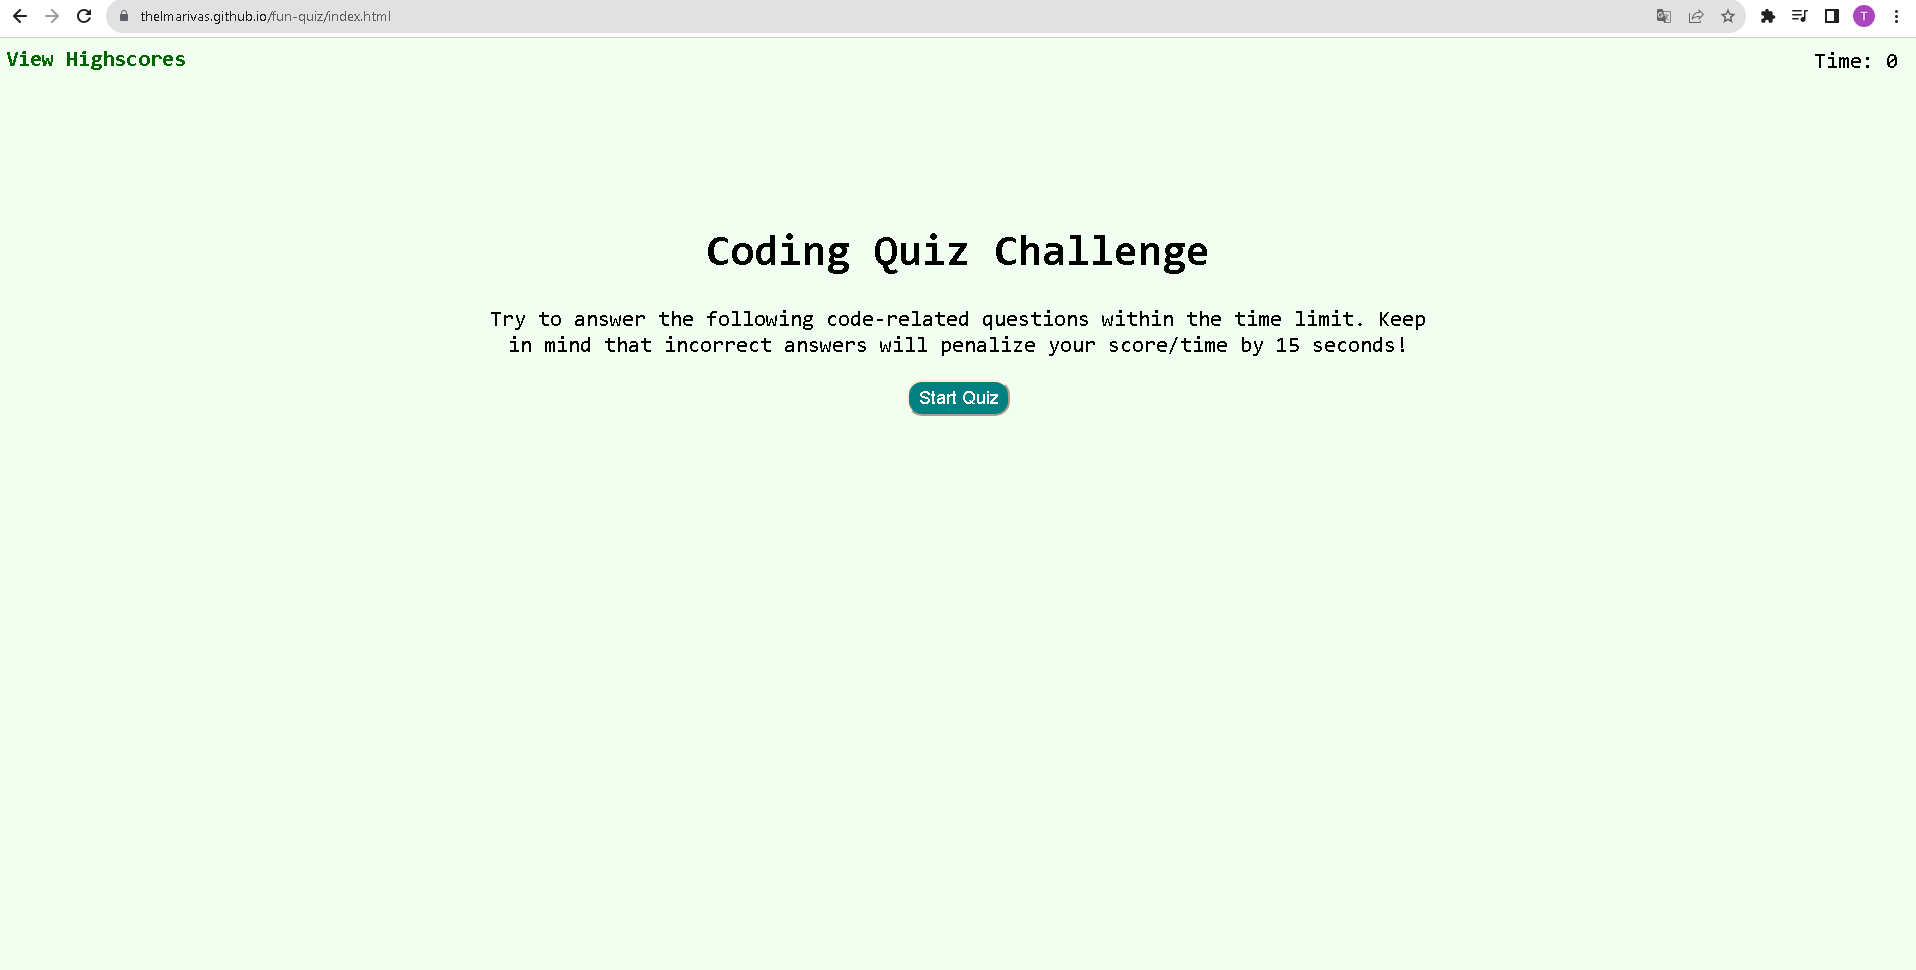 thelmarivas.github.io/fun-quiz/index.html
T
View Highscores
Time: 0
Coding Quiz Challenge
Try to answer the following code-related questions within the time limit. Keep
in mind that incorrect answers will penalize your score/time by 15 seconds!
Start Quiz